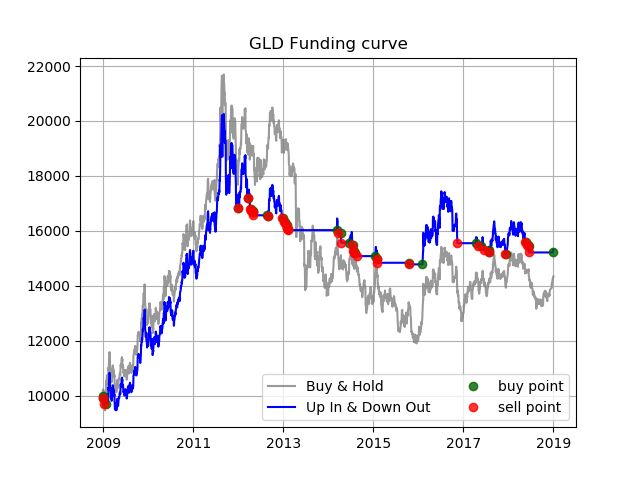 GLD Funding curve
22000
20000
18000
16000
14000
12000
10000
Buy & Hold
Up In & Down Out
buy point
sell point
2009
2011
2013
2015
2017
2019